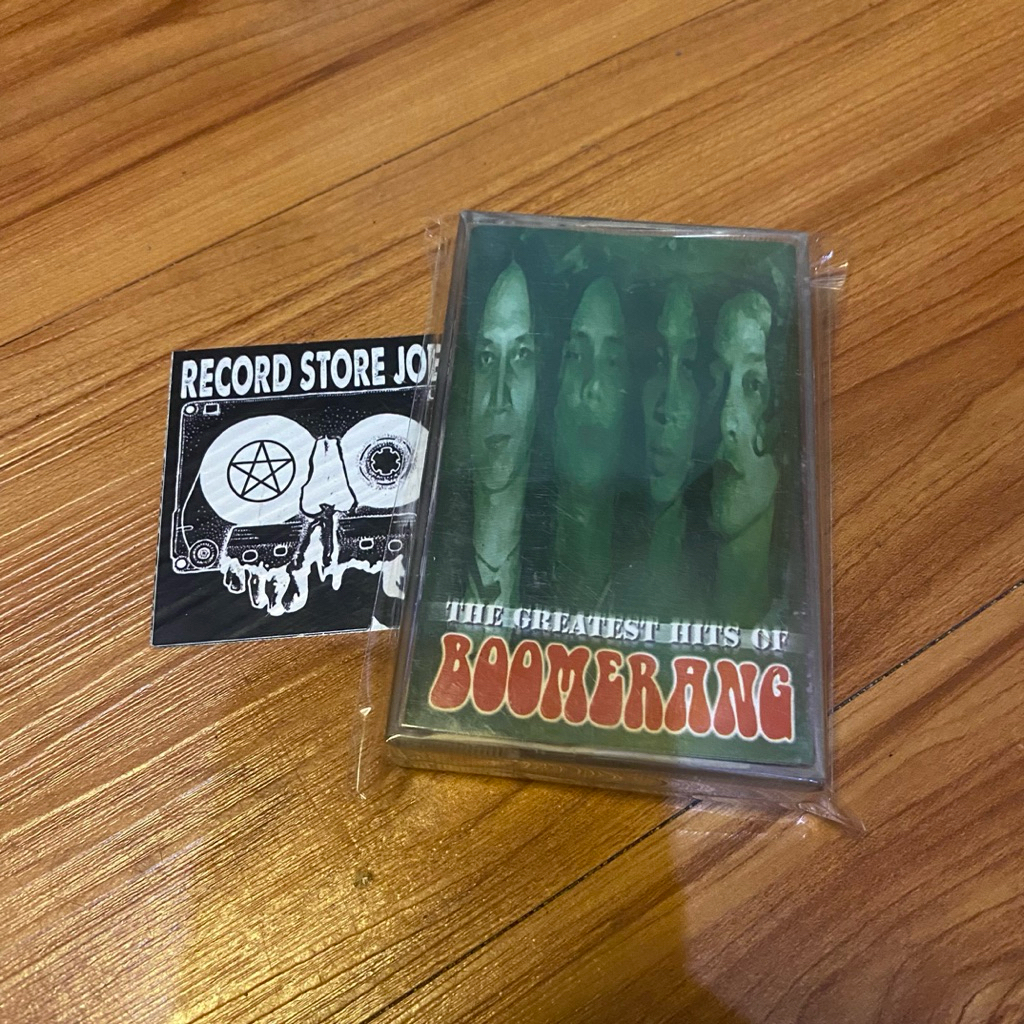 RECORD STORE JOE
THE GREATEST HITS OF
BOOMERANG